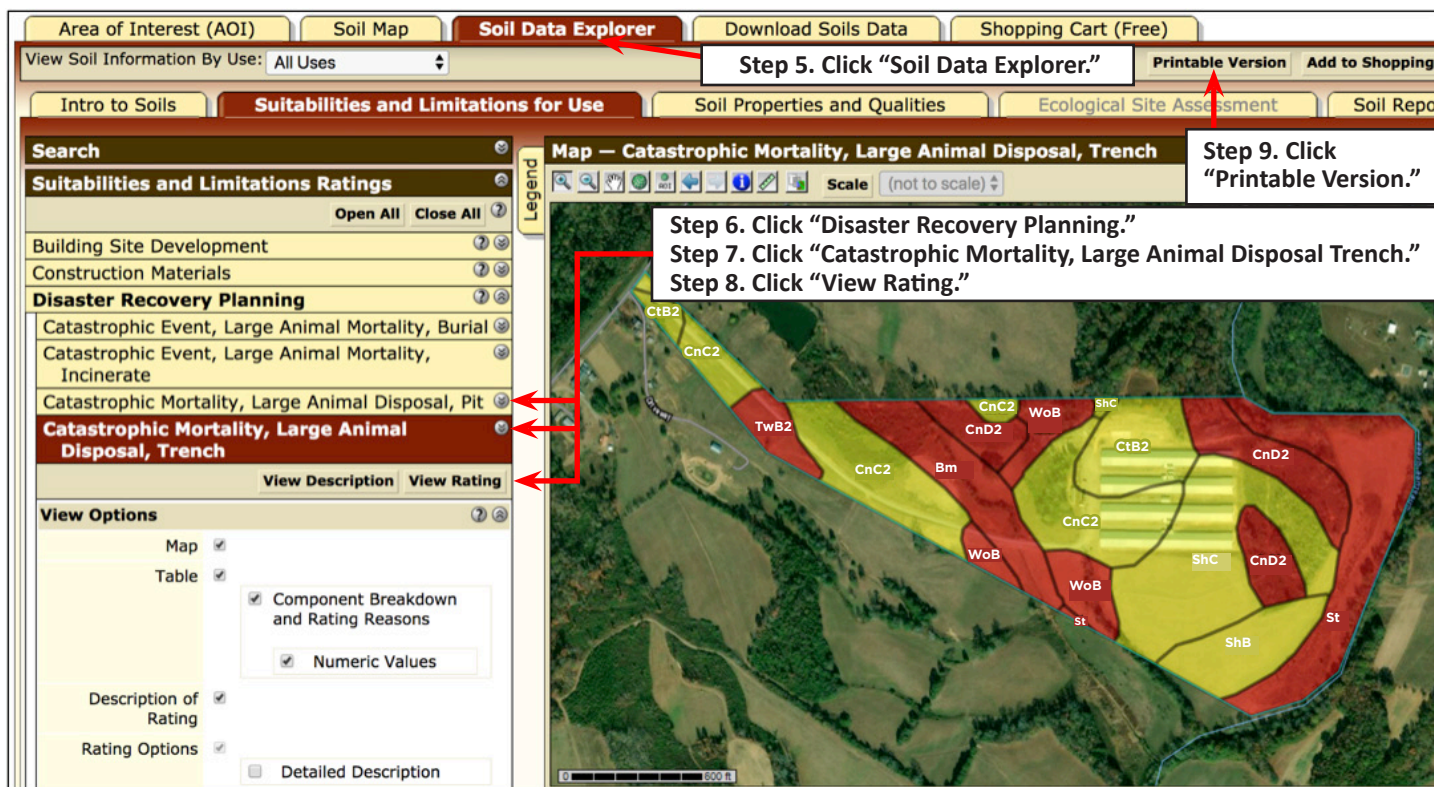 Area of Interest (AOI)
Soil Map
Soil Data Explorer
Download Soils Data
Shopping Cart (Free)
View Soil Information By Use: All Uses
Step 5. Click “Soil Data Explorer.”
Printable Version
Add to Shopping
Intro to Soils
Suitabilities and Limitations for Use
Soil Properties and Qualities
Ecological Site Assessment
Soil Repo
Step 9. Click
“Printable Version.”
Search
Suitabilities and Limitations Ratings
Open All Close All
Building Site Development
Construction Materials
Disaster Recovery Planning
Catastrophic Event, Large Animal Mortality, Burial
Catastrophic Event, Large Animal Mortality,
Incinerate
Catastrophic Mortality, Large Animal Disposal, Pit
Catastrophic Mortality, Large Animal
Disposal, Trench
View Description View Rating
View Options
Map
Table
Component Breakdown
and Rating Reasons
Numeric Values
Description of
Rating
Rating Options
Detailed Description
Legend
Map — Catastrophic Mortality, Large Animal Disposal, Trench
AOI
Scale (not to scale)
Step 6. Click “Disaster Recovery Planning.”
Step 7. Click “Catastrophic Mortality, Large Animal Disposal Trench.”
Step 8. Click “View Rating.”
CtB2
CnC2
TwB2
CnC2
Bm
CnD2
CnC2
WoB
ShC
CtB2
CnD2
CnC2
WoB
WoB
St
ShC
CnD2
ShB
St
0 600 ft